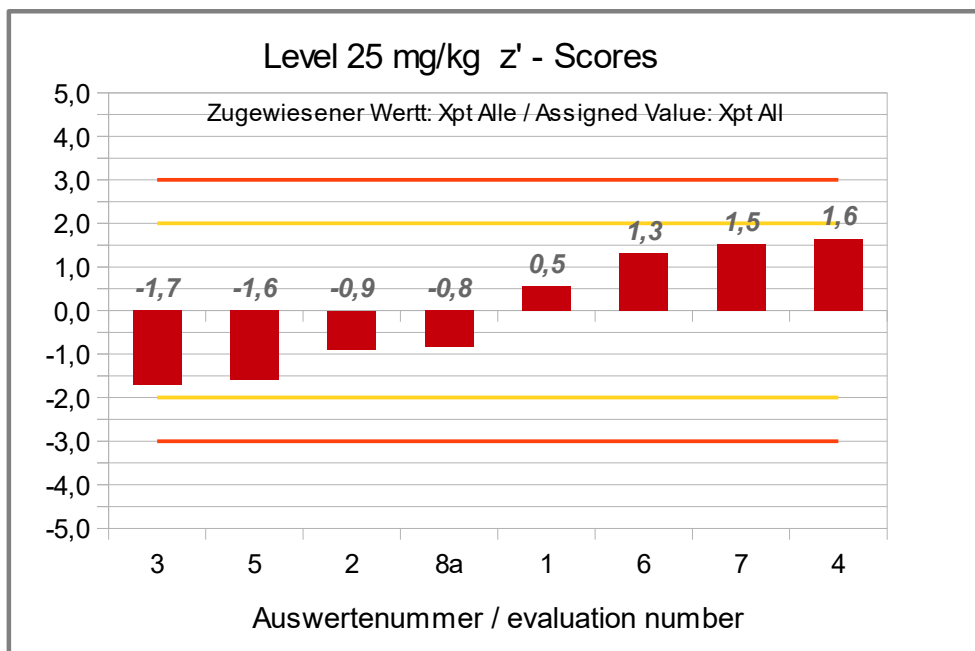 Level 25 mg/kg z' - Scores
Zugewiesener Wertt: Xpt Alle / Assigned Value: Xpt All
5,0
4,0
3,0
2,0
1,0
0,0
-1,0
-2,0
-3,0
-4,0
-5,0
-1,7 -1,6 -0,9 -0,8 0,5 1,3 1,5 1,6
3 5 2 8a 1 6 7 4
Auswertenummer / evaluation number